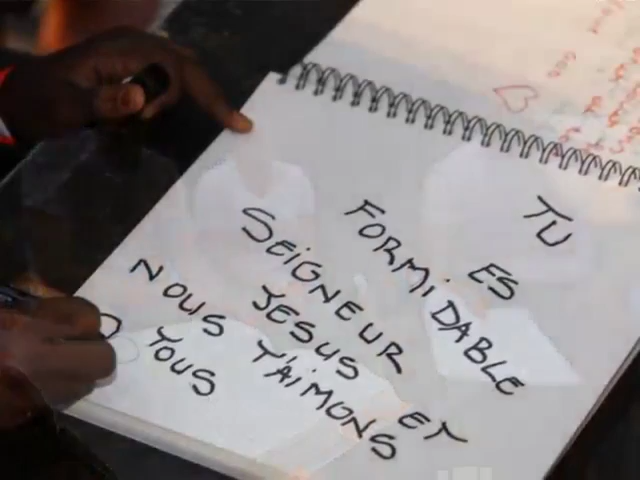 TU
ES
FORMiDABLE
SEiGNEUR
JESUS ET
NOUS T'AiMONS
TOUS